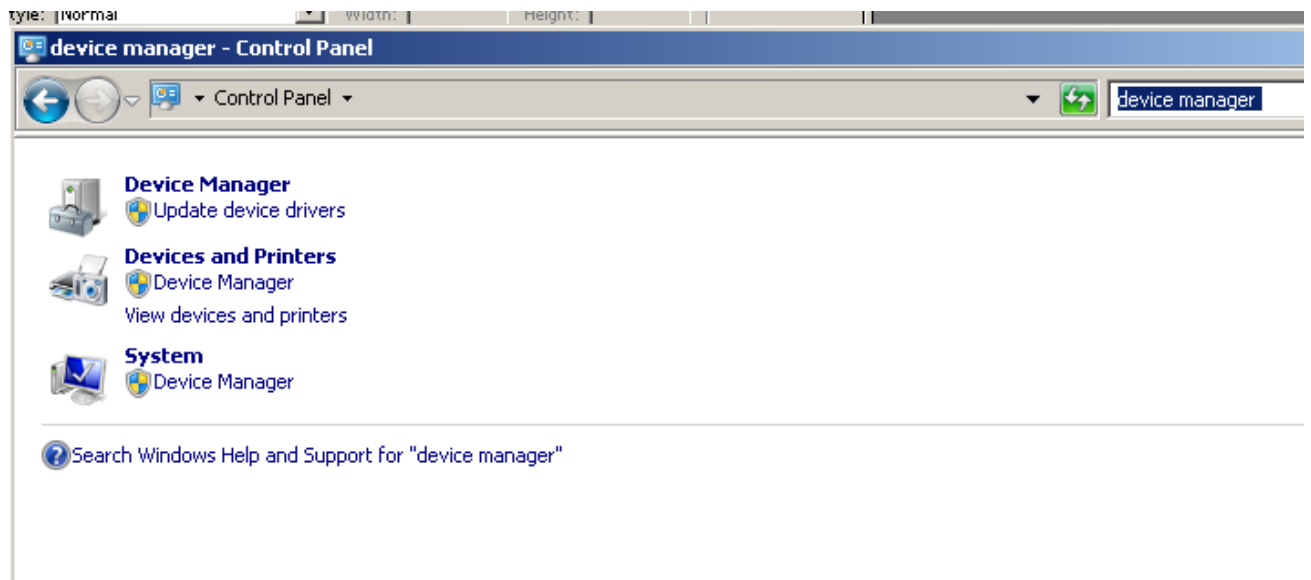 tyle: Normal Width: Height:
device manager - Control Panel
Control Panel device manager
Device Manager
Update device drivers
Devices and Printers
Device Manager
View devices and printers
System
Device Manager
Search Windows Help and Support for "device manager"